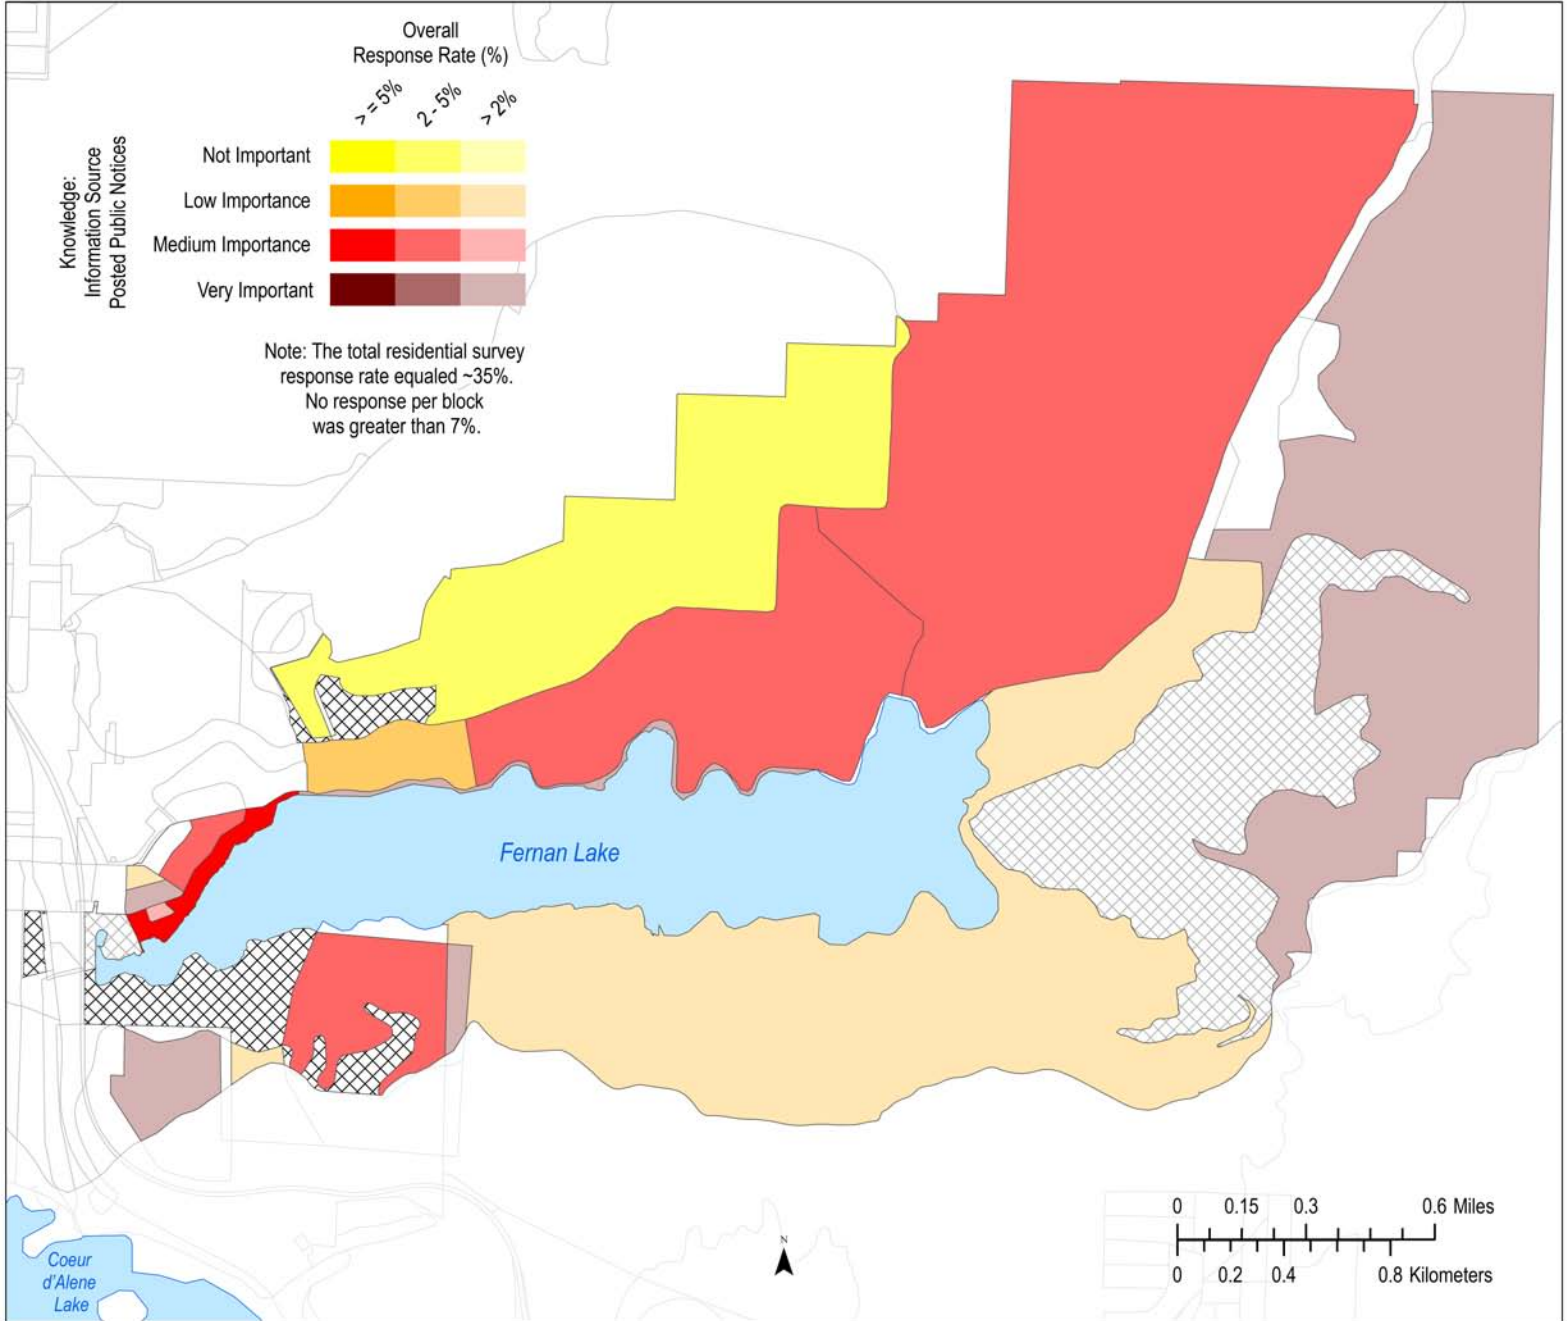 Overall
Response Rate (%)
> = 5%
2 - 5%
> 2%
Knowledge:
Information Source
Posted Public Notices
Not Important
Low Importance
Medium Importance
Very Important
Note: The total residential survey
response rate equaled ~35%.
No response per block
was greater than 7%.
Fernan Lake
Coeur
d'Alene
Lake
N
0 0.15 0.3 0.6 Miles
0 0.2 0.4 0.8 Kilometers